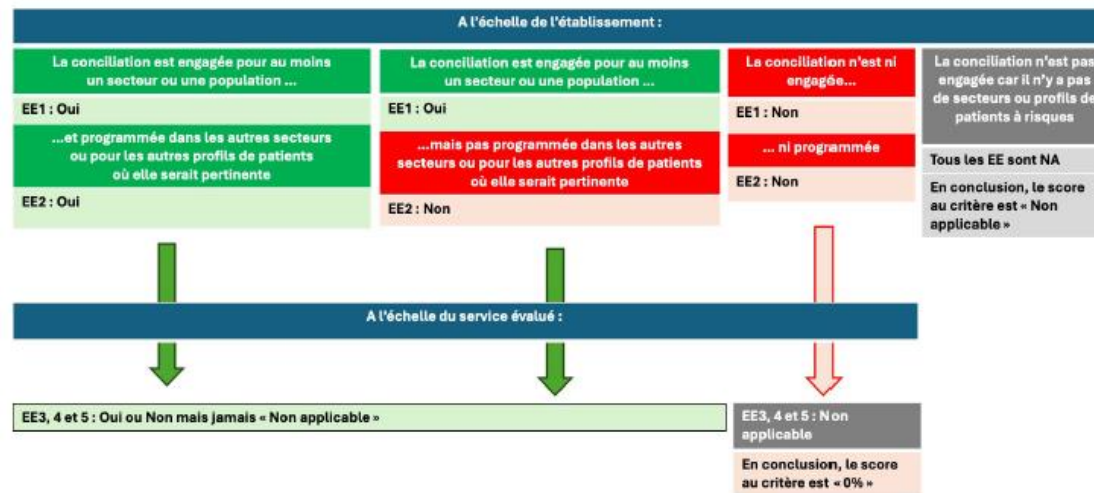 A l'échelle de l'établissement :
La conciliation est engagée pour au moins
un secteur ou une population ...
EE1 : Oui
...et programmée dans les autres secteurs
ou pour les autres profils de patients
où elle serait pertinente
EE2 : Oui
La conciliation est engagée pour au moins
un secteur ou une population ...
EE1 : Oui
...mais pas programmée dans les autres
secteurs ou pour les autres profils de patients
où elle serait pertinente
EE2 : Non
La conciliation n'est ni
engagée...
EE1 : Non
... ni programmée
EE2 : Non
La conciliation n'est pas
engagée car il n'y a pas
de secteurs ou profils de
patients à risques
Tous les EE sont NA
En conclusion, le score
au critère est « Non
applicable »
A l'échelle du service évalué :
EE3, 4 et 5 : Oui ou Non mais jamais « Non applicable »
EE3, 4 et 5 : Non
applicable
En conclusion, le score
au critère est « 0% »